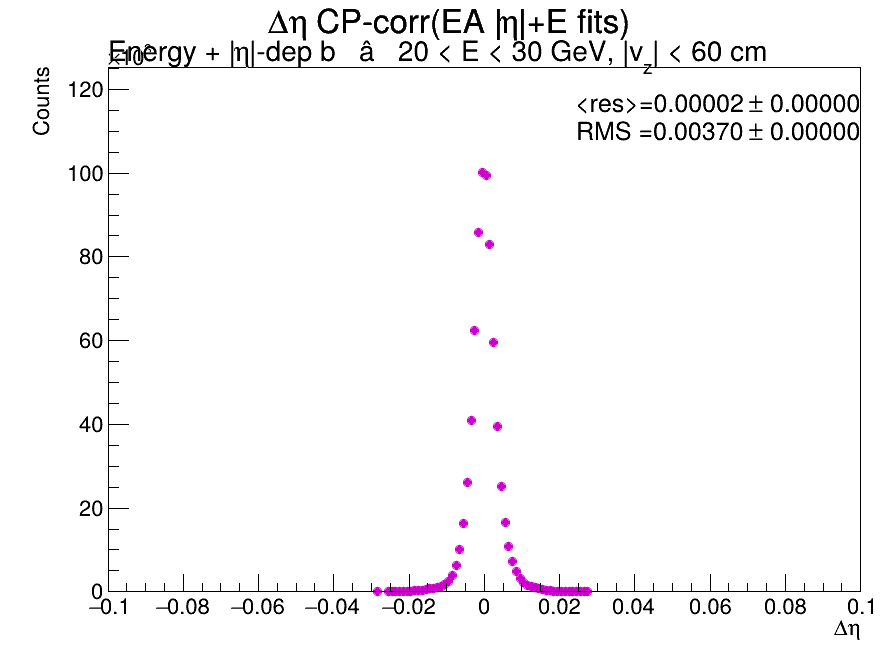 Δη CP-corr(EA |η|+E fits)
Energy + |η|-dep b â 20 < E < 30 GeV, |v_z| < 60 cm
Counts
<res>=0.00002 ± 0.00000
RMS =0.00370 ± 0.00000
120
100
80
60
40
20
0
−0.1 −0.08 −0.06 −0.04 −0.02 0 0.02 0.04 0.06 0.08 0.1
Δη